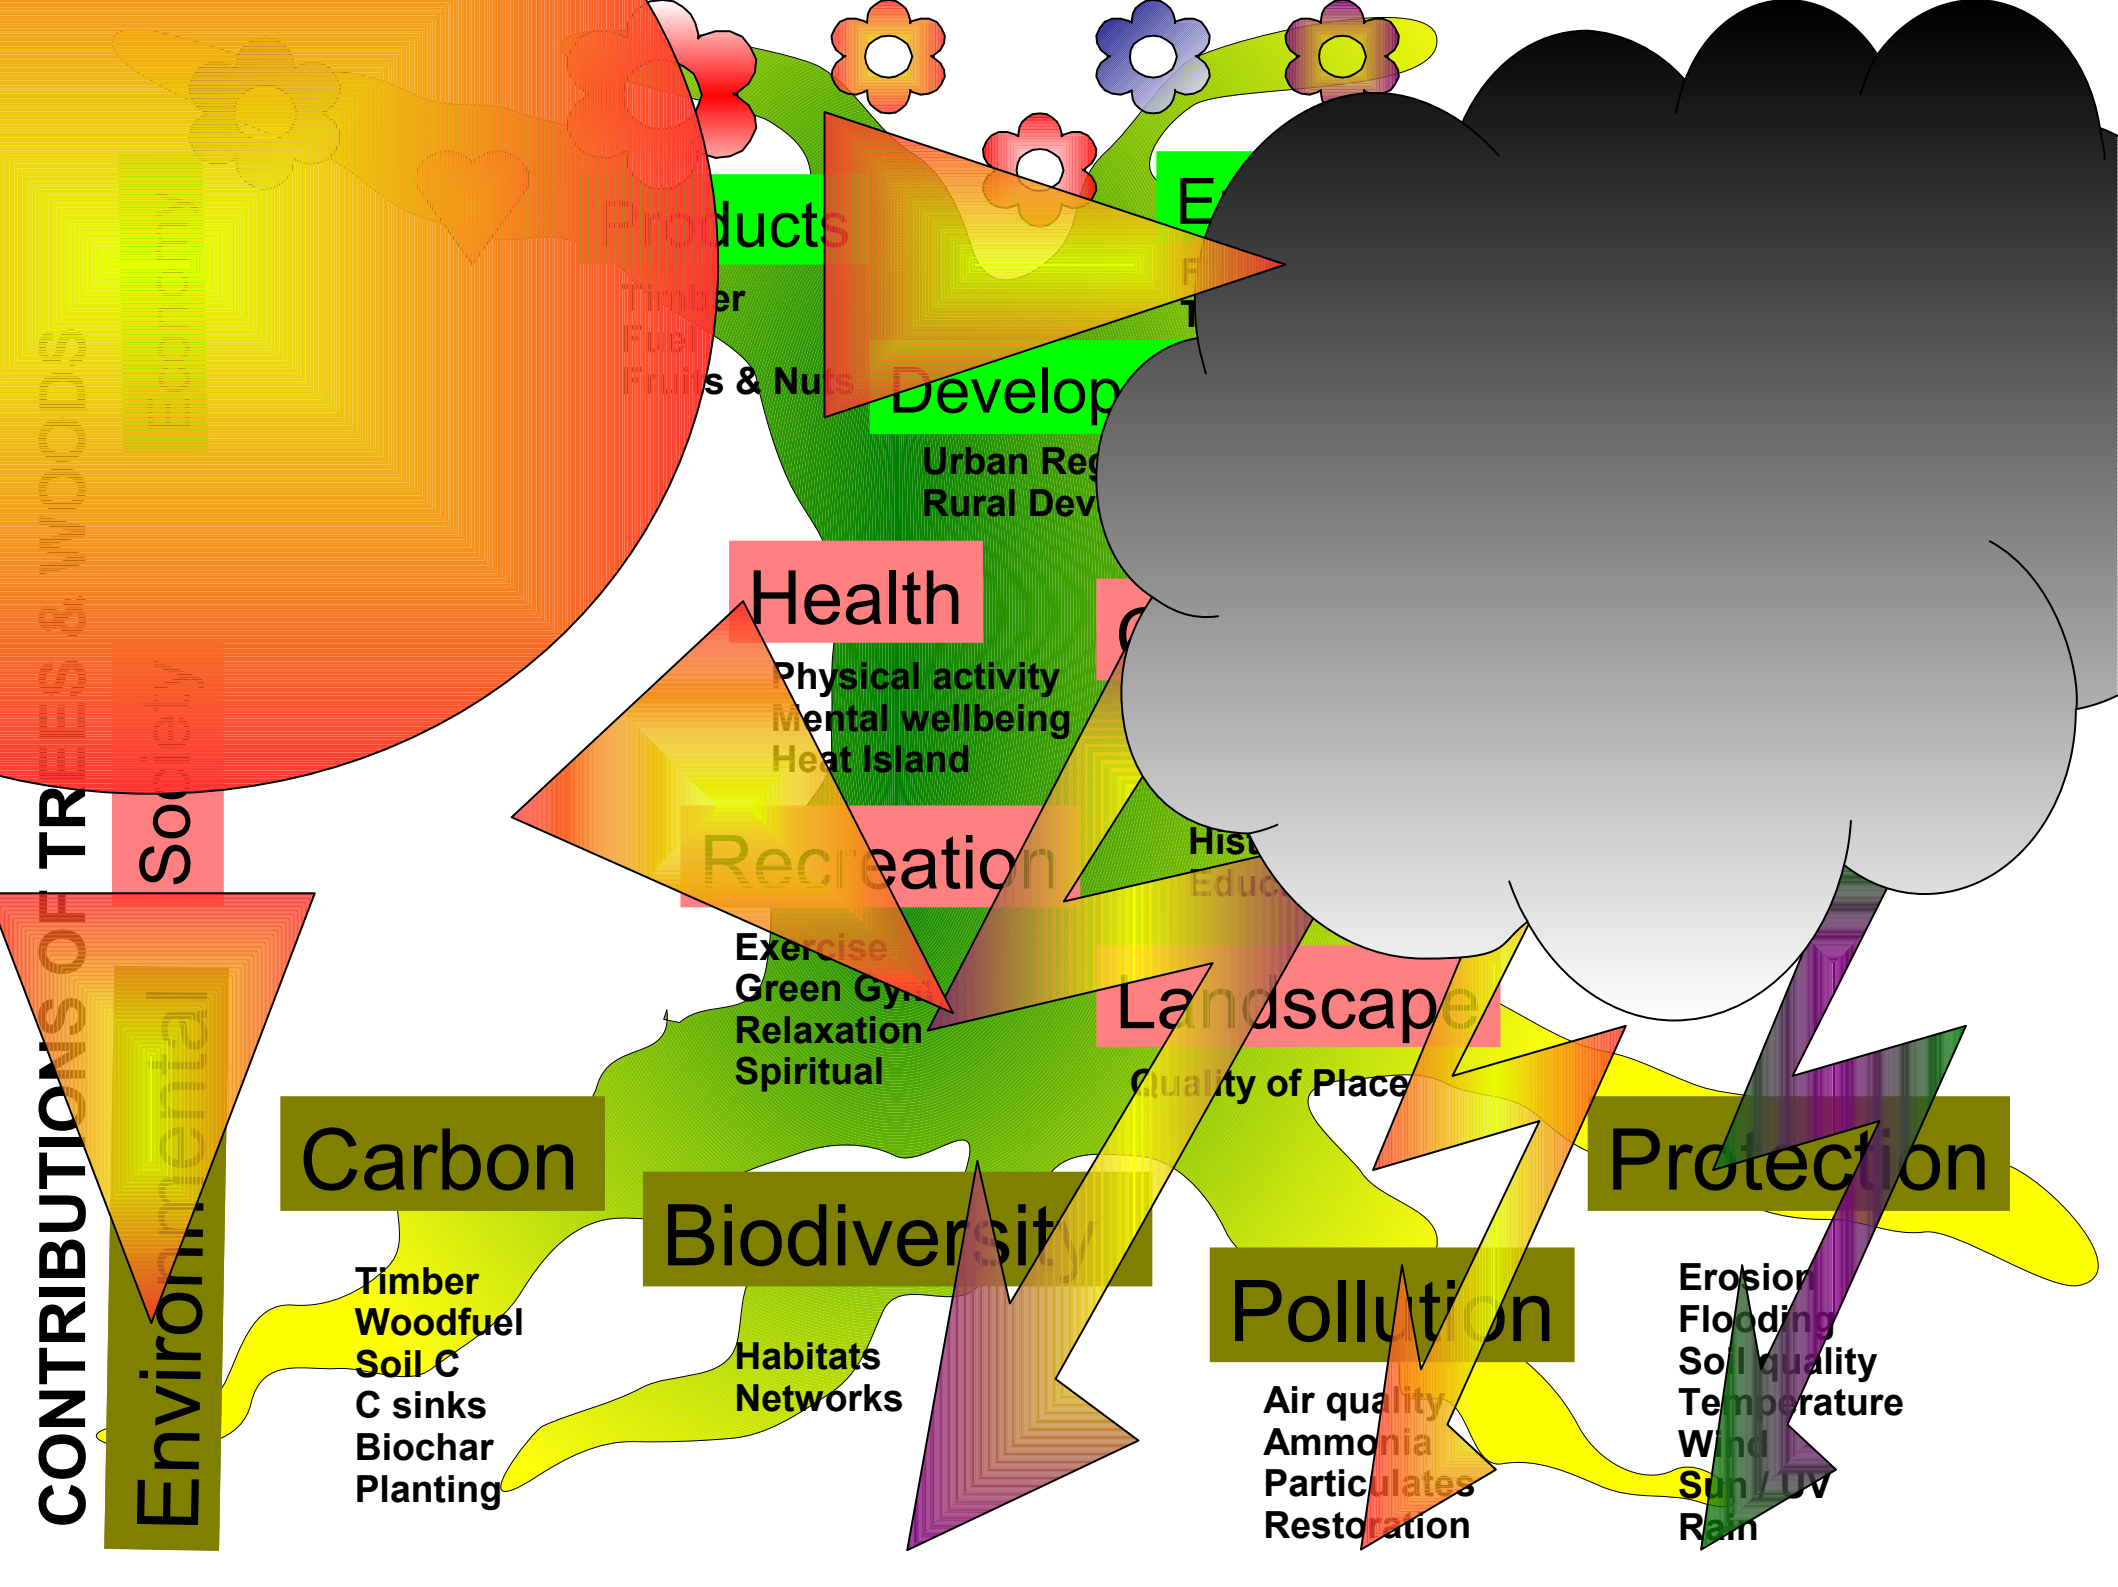 CONTRIBUTIONS OF TREES & WOODS
Economy
Society
Environmental
Products
Timber
Fuel
Fruits & Nuts
Develop
Urban Reg
Rural Dev
Health
Physical activity
Mental wellbeing
Heat Island
Recreation
Exercise
Green Gym
Relaxation
Spiritual
Hist
Educ
Landscape
Quality of Place
Carbon
Timber
Woodfuel
Soil C
C sinks
Biochar
Planting
Biodiversity
Habitats
Networks
Pollution
Air quality
Ammonia
Particulates
Restoration
Protection
Erosion
Flooding
Soil quality
Temperature
Wind
Sun / UV
Rain